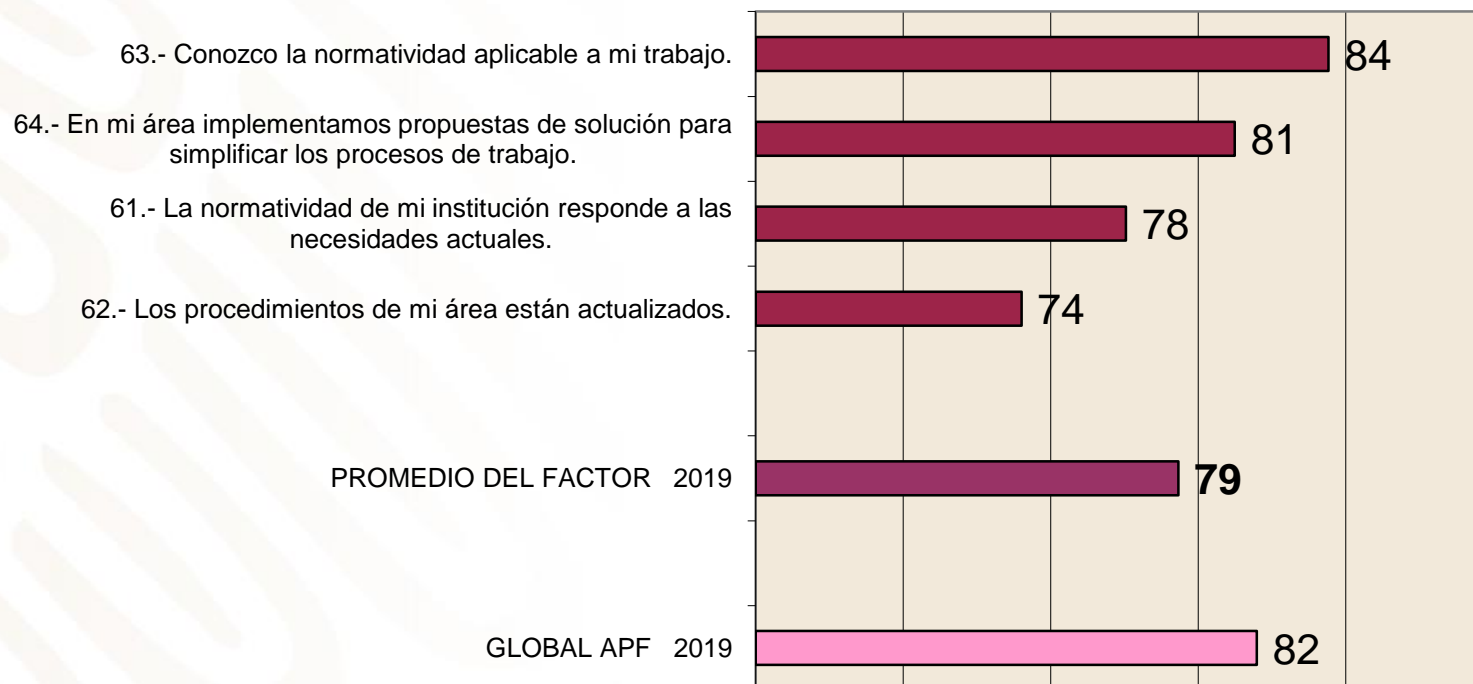 63.- Conozco la normatividad aplicable a mi trabajo.
84
64.- En mi área implementamos propuestas de solución para
simplificar los procesos de trabajo.
81
61.- La normatividad de mi institución responde a las
necesidades actuales.
78
62.- Los procedimientos de mi área están actualizados.
74
PROMEDIO DEL FACTOR 2019
79
GLOBAL APF 2019
82